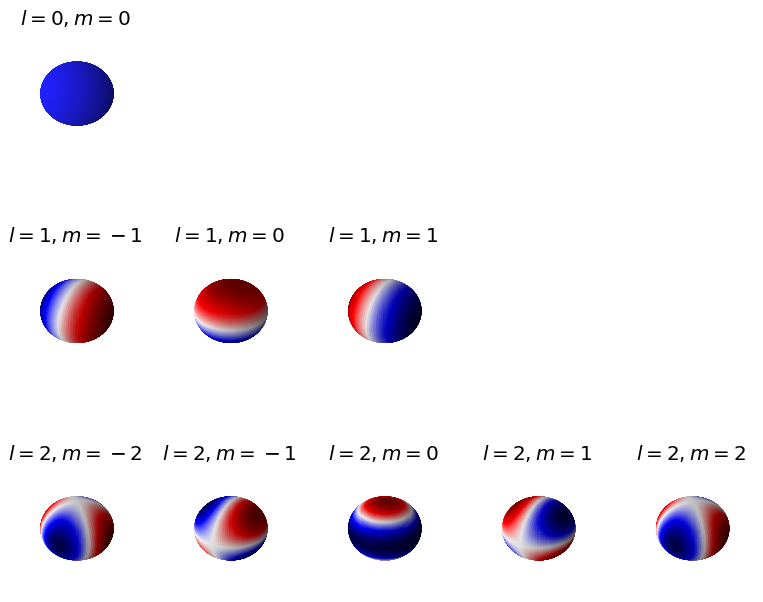 l = 0, m = 0
l = 1, m = −1
l = 1, m = 0
l = 1, m = 1
l = 2, m = −2
l = 2, m = −1
l = 2, m = 0
l = 2, m = 1
l = 2, m = 2